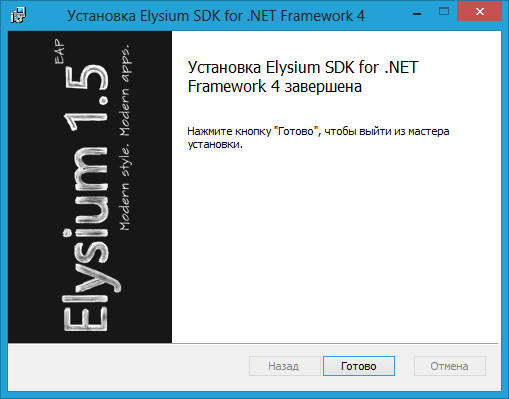 Установка Elysium SDK for .NET Framework 4
Elysium 1.5
EAP
Modern style. Modern apps.
Установка Elysium SDK for .NET
Framework 4 завершена
Нажмите кнопку "Готово", чтобы выйти из мастера
установки.
Назад
Готово
Отмена